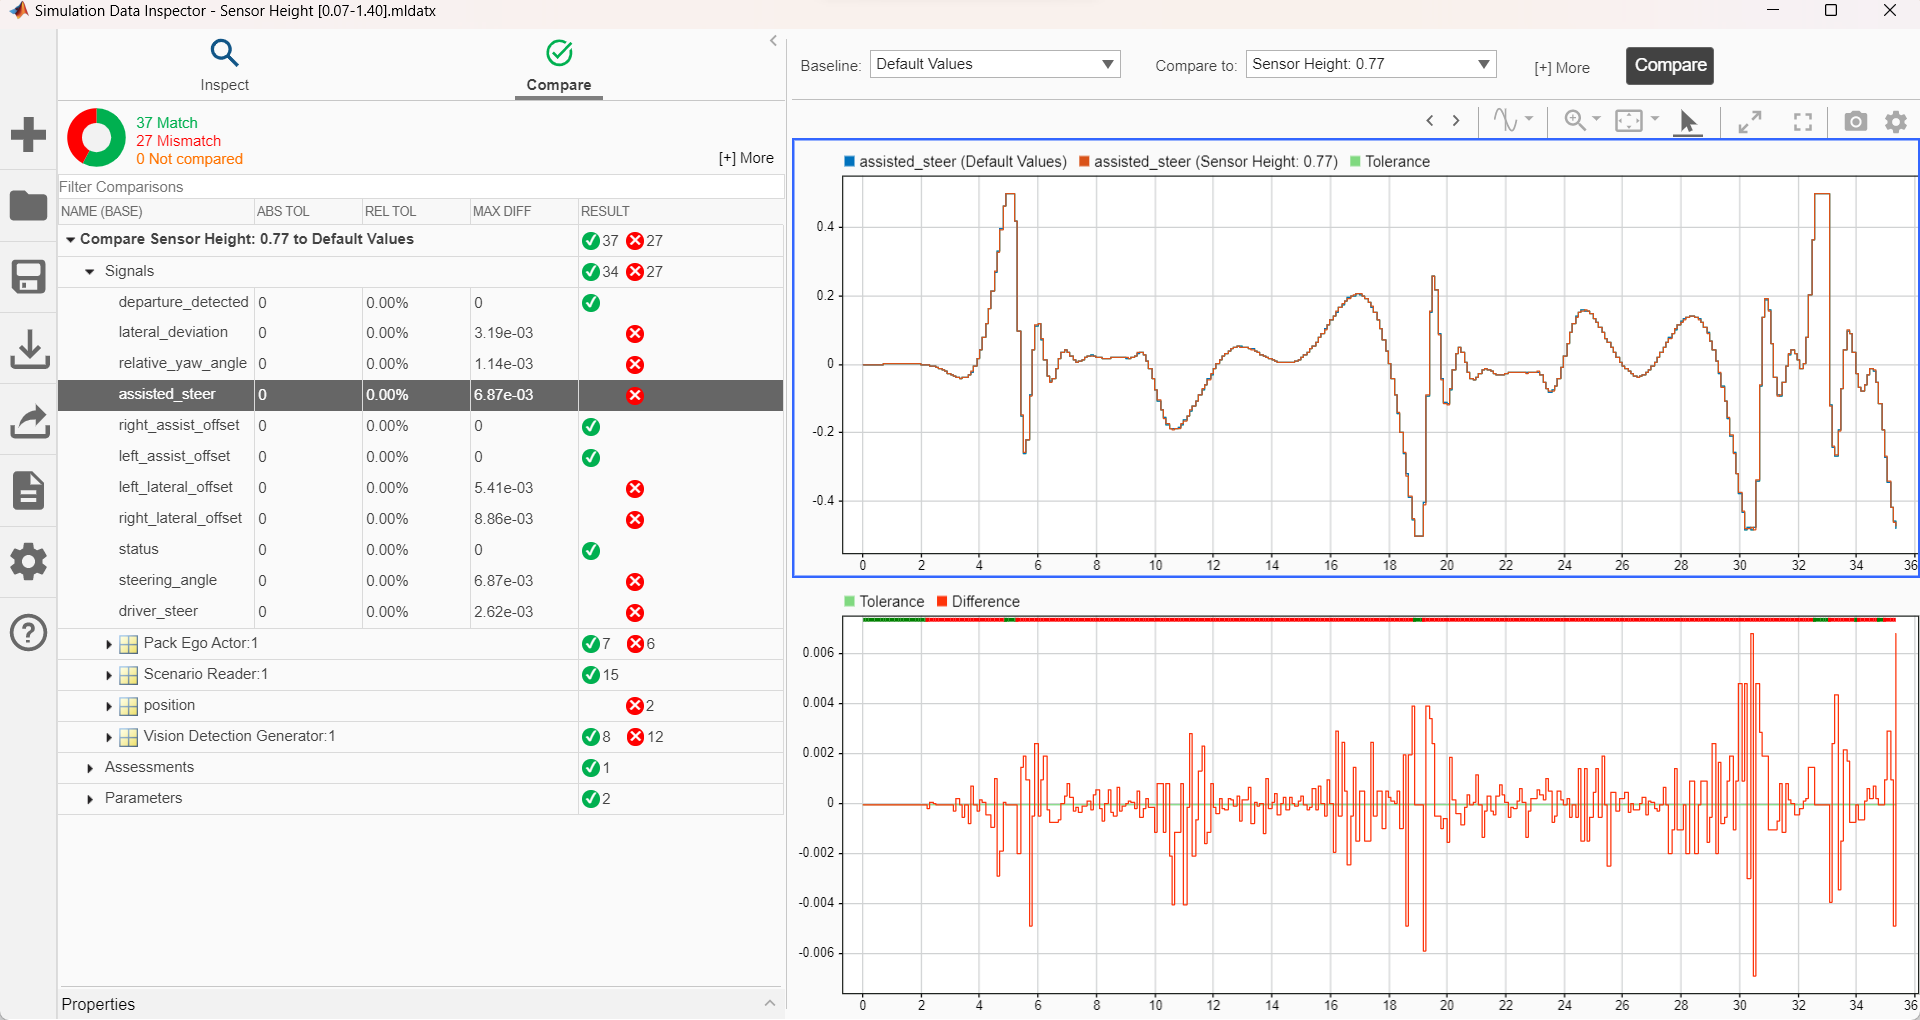 Simulation Data Inspector - Sensor Height [0.07-1.40].mldatx
Inspect
Compare
37 Match
27 Mismatch
0 Not compared
[+] More
Filter Comparisons
NAME (BASE) ABS TOL REL TOL MAX DIFF RESULT
Compare Sensor Height: 0.77 to Default Values 37 27
Signals 34 27
departure_detected 0 0.00% 0
lateral_deviation 0 0.00% 3.19e-03
relative_yaw_angle 0 0.00% 1.14e-03
assisted_steer 0 0.00% 6.87e-03
right_assist_offset 0 0.00% 0
left_assist_offset 0 0.00% 0
left_lateral_offset 0 0.00% 5.41e-03
right_lateral_offset 0 0.00% 8.86e-03
status 0 0.00% 0
steering_angle 0 0.00% 6.87e-03
driver_steer 0 0.00% 2.62e-03
Pack Ego Actor:1 7 6
Scenario Reader:1 15
position 2
Vision Detection Generator:1 8 12
Assessments 1
Parameters 2
Properties
Baseline: Default Values Compare to: Sensor Height: 0.77 [+] More Compare
assisted_steer (Default Values) assisted_steer (Sensor Height: 0.77) Tolerance
0.4
0.2
0
-0.2
-0.4
0 2 4 6 8 10 12 14 16 18 20 22 24 26 28 30 32 34 36
Tolerance Difference
0.006
0.004
0.002
0
-0.002
-0.004
-0.006
0 2 4 6 8 10 12 14 16 18 20 22 24 26 28 30 32 34 36